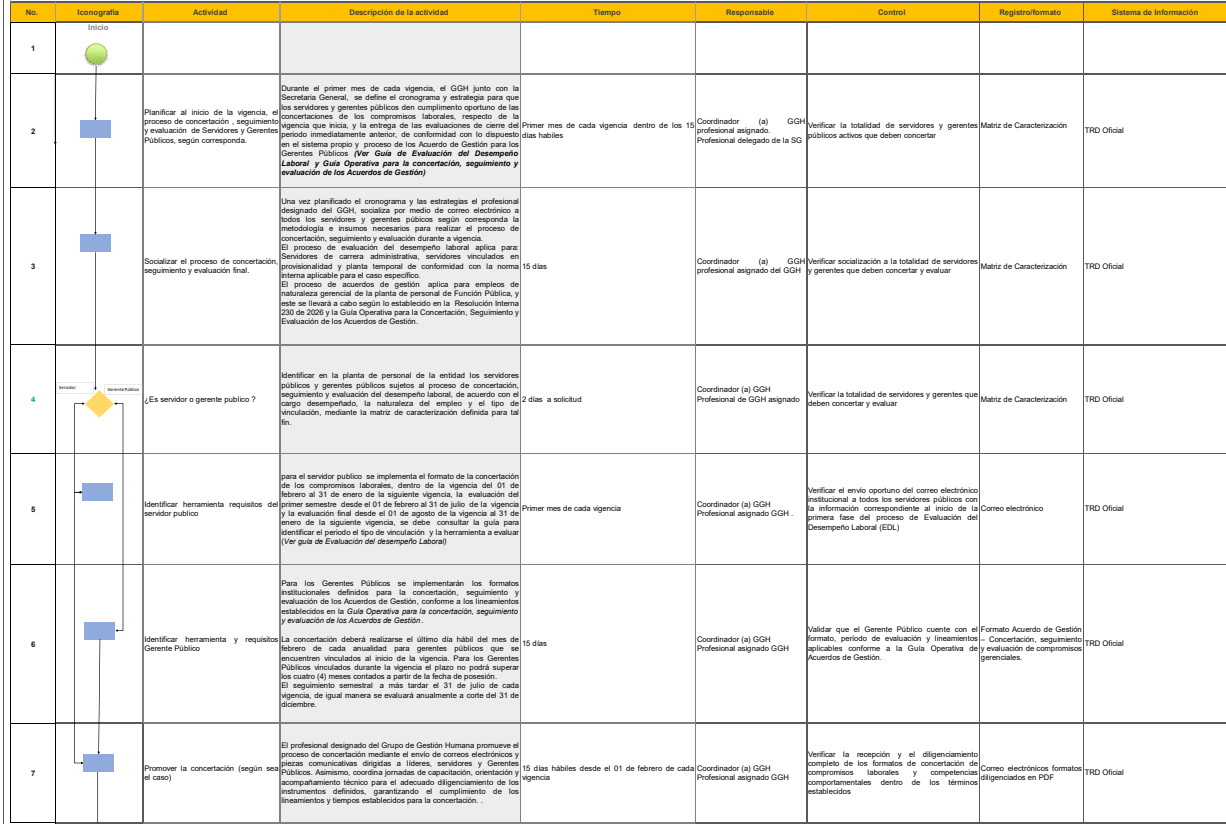 No. Iconografía Actividad Descripción de la actividad Tiempo Responsable Control Registro/formato Sistema de Información
1
Inicio
2
Planificar al inicio de la vigencia, el
proceso de concertación , seguimiento
y evaluación de Servidores y Gerentes
Públicos, según corresponda.
Durante el primer mes de cada vigencia, el GGH junto con la
Secretaria General, se define el cronograma y estrategia para que
los servidores y gerentes públicos den cumplimento oportuno de las
concertaciones de los compromisos laborales, respecto de la
vigencia que inicia, y la entrega de las evaluaciones de cierre del
periodo inmediatamente anterior, de conformidad con lo dispuesto
en el sistema propio y proceso de los Acuerdo de Gestión para los
Gerentes Públicos (Ver Guía de Evaluación del Desempeño
Laboral y Guía Operativa para la concertación, seguimiento y
evaluación de los Acuerdos de Gestión)
Primer mes de cada vigencia dentro de los 15
días habiles
Coordinador (a) GGH
profesional asignado.
Profesional delegado de la SG
Verificar la totalidad de servidores y gerentes
públicos activos que deben concertar
Matriz de Caracterización
TRD Oficial
3
Socializar el proceso de concertación,
seguimiento y evaluación final.
Una vez planificado el cronograma y las estrategias el profesional
designado del GGH, socializa por medio de correo electrónico a
todos los servidores y gerentes púbicos según corresponda la
metodología e insumos necesarios para realizar el proceso de
concertación, seguimiento y evaluación durante a vigencia.
El proceso de evaluación del desempeño laboral aplica para:
Servidores de carrera administrativa, servidores vinculados en
provisionalidad y planta temporal de conformidad con la norma
interna aplicable para el caso específico.
El proceso de acuerdos de gestión aplica para empleos de
naturaleza gerencial de la planta de personal de Función Pública, y
este se llevará a cabo según lo establecido en la Resolución Interna
230 de 2026 y la Guía Operativa para la Concertación, Seguimiento y
Evaluación de los Acuerdos de Gestión.
15 días
Coordinador (a) GGH
profesional asignado del GGH
Verificar socialización a la totalidad de servidores
y gerentes que deben concertar y evaluar
Matriz de Caracterización
TRD Oficial
4
Servidor
Gerente Público
¿Es servidor o gerente publico ?
Identificar en la planta de personal de la entidad los servidores
públicos y gerentes públicos sujetos al proceso de concertación,
seguimiento y evaluación del desempeño laboral, de acuerdo con el
cargo desempeñado, la naturaleza del empleo y el tipo de
vinculación, mediante la matriz de caracterización definida para tal
fin.
2 días a solicitud
Coordinador (a) GGH
Profesional de GGH asignado
Verificar la totalidad de servidores y gerentes que
deben concertar y evaluar
Matriz de Caracterización
TRD Oficial
5
Identificar herramienta requisitos del
servidor publico
para el servidor publico se implementa el formato de la concertación
de los compromisos laborales, dentro de la vigencia del 01 de
febrero al 31 de enero de la siguiente vigencia, la evaluación del
primer semestre desde el 01 de febrero al 31 de julio de la vigencia
y la evaluación final desde el 01 de agosto de la vigencia al 31 de
enero de la siguiente vigencia, se debe consultar la guía para
identificar el periodo el tipo de vinculación y la herramienta a evaluar
(Ver guía de Evaluación del desempeño Laboral)
Primer mes de cada vigencia
Coordinador (a) GGH
Profesional asignado GGH .
Verificar el envío oportuno del correo electrónico
institucional a todos los servidores públicos con
la información correspondiente al inicio de la
primera fase del proceso de Evaluación del
Desempeño Laboral (EDL)
Correo electrónico
TRD Oficial
6
Identificar herramienta y requisitos
Gerente Público
Para los Gerentes Públicos se implementarán los formatos
institucionales definidos para la concertación, seguimiento y
evaluación de los Acuerdos de Gestión, conforme a los lineamientos
establecidos en la Guía Operativa para la concertación, seguimiento
y evaluación de los Acuerdos de Gestión .
La concertación deberá realizarse el último día hábil del mes de
febrero de cada anualidad para gerentes públicos que se
encuentren vinculados al inicio de la vigencia. Para los Gerentes
Públicos vinculados durante la vigencia el plazo no podrá superar
los cuatro (4) meses contados a partir de la fecha de posesión.
El seguimiento semestral a más tardar el 31 de julio de cada
vigencia, de igual manera se evaluará anualmente a corte del 31 de
diciembre.
15 días
Coordinador (a) GGH
Profesional asignado GGH
Validar que el Gerente Público cuente con el
formato, período de evaluación y lineamientos
aplicables conforme a la Guía Operativa de
Acuerdos de Gestión.
Formato Acuerdo de Gestión
– Concertación, seguimiento
y evaluación de compromisos
gerenciales.
TRD Oficial
7
Promover la concertación (según sea
el caso)
El profesional designado del Grupo de Gestión Humana promueve el
proceso de concertación mediante el envío de correos electrónicos y
piezas comunicativas dirigidas a líderes, servidores y Gerentes
Públicos. Asimismo, coordina jornadas de capacitación, orientación y
acompañamiento técnico para el adecuado diligenciamiento de los
instrumentos definidos, garantizando el cumplimiento de los
lineamientos y tiempos establecidos para la concertación. .
15 días hábiles desde el 01 de febrero de cada
vigencia
Coordinador (a) GGH
Profesional asignado GGH
Verificar la recepción y el diligenciamiento
completo de los formatos de concertación de
compromisos laborales y competencias
comportamentales dentro de los términos
establecidos
Correo electrónicos formatos
diligenciados en PDF
TRD Oficial